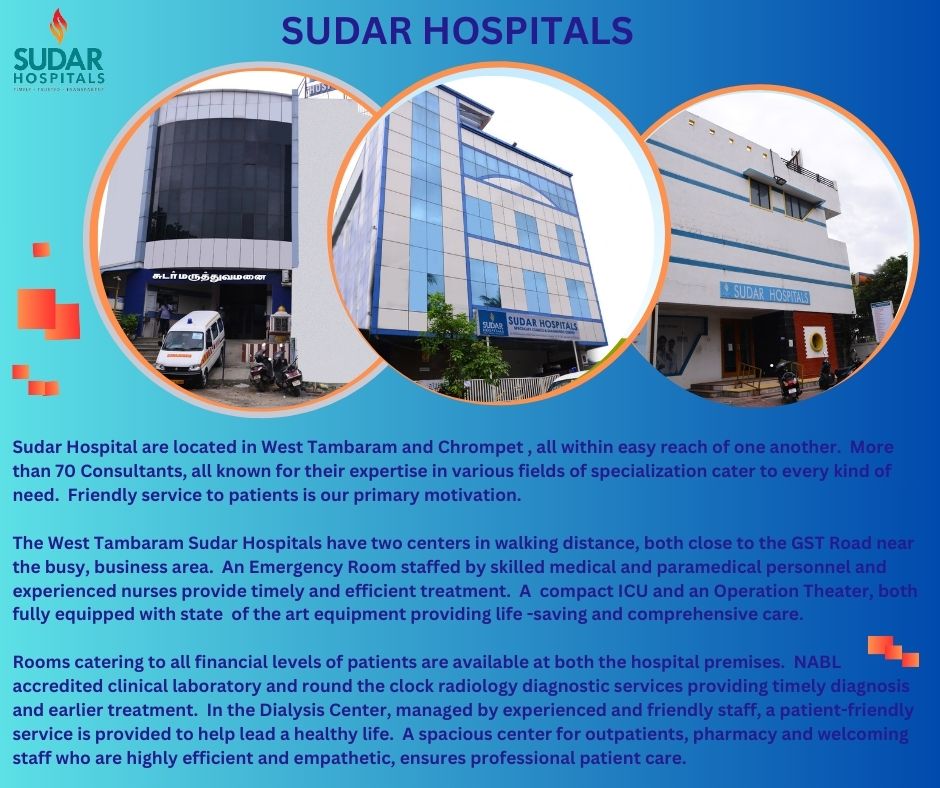 SUDAR HOSPITALS
SUDAR
HOSPITALS
TIMELY · TRUSTED · TRANSPARENT
சுடர் மருத்துவமனை
SUDAR HOSPITALS
SUDAR
HOSPITALS
SUDAR HOSPITALS
Sudar Hospital are located in West Tambaram and Chrompet , all within easy reach of one another. More
than 70 Consultants, all known for their expertise in various fields of specialization cater to every kind of
need. Friendly service to patients is our primary motivation.
The West Tambaram Sudar Hospitals have two centers in walking distance, both close to the GST Road near
the busy, business area. An Emergency Room staffed by skilled medical and paramedical personnel and
experienced nurses provide timely and efficient treatment. A compact ICU and an Operation Theater, both
fully equipped with state of the art equipment providing life -saving and comprehensive care.
Rooms catering to all financial levels of patients are available at both the hospital premises. NABL
accredited clinical laboratory and round the clock radiology diagnostic services providing timely diagnosis
and earlier treatment. In the Dialysis Center, managed by experienced and friendly staff, a patient-friendly
service is provided to help lead a healthy life. A spacious center for outpatients, pharmacy and welcoming
staff who are highly efficient and empathetic, ensures professional patient care.